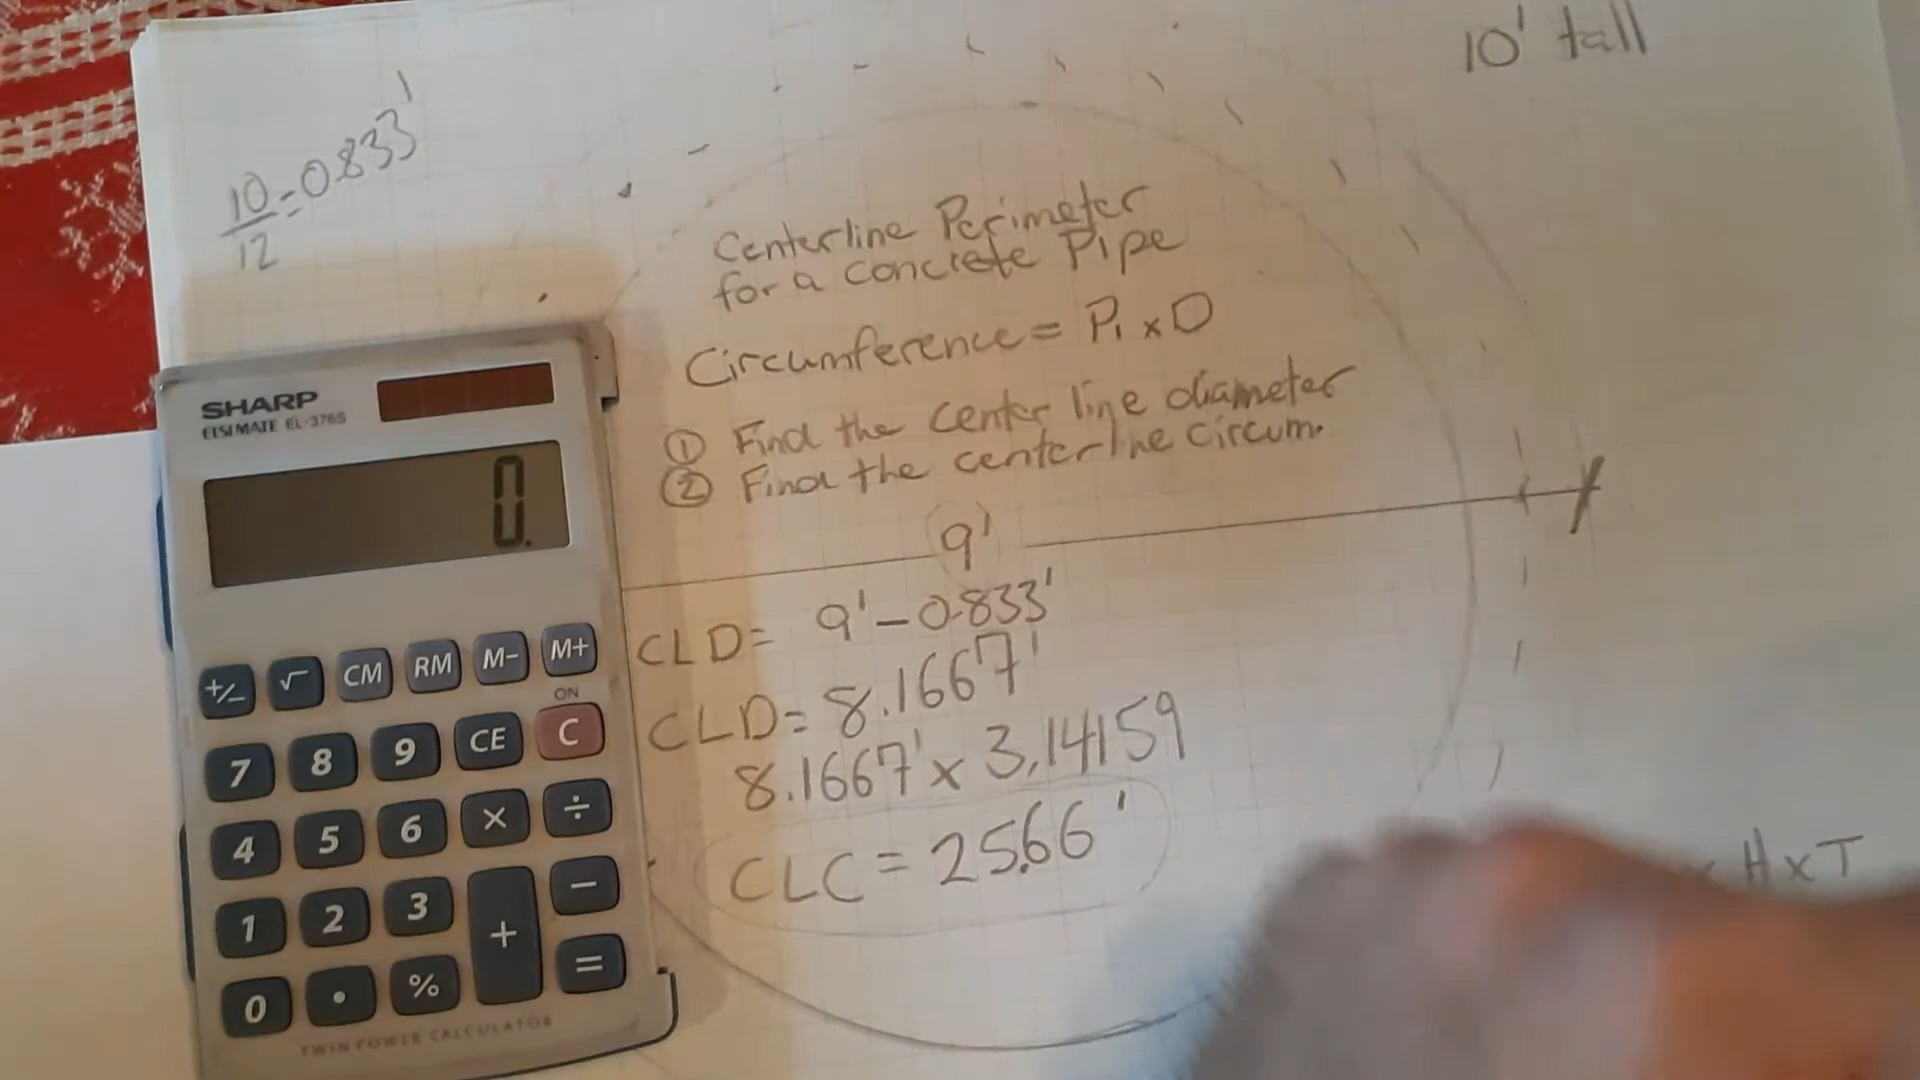 10' tall
10/12=0.833'
Centerline Perimeter
for a concrete Pipe
Circumference = Pi x D
① Find the center line diameter
② Find the centerline circum.
9'
CLD= 9'-0.833'
CLD= 8.1667'
8.1667' x 3.14159
CLC = 25.66'
x H x T
SHARP
ELSIMATE EL-376S
0.
+/- √ CM RM M- M+
ON
7 8 9 CE C
4 5 6 × ÷
1 2 3 + −
0 • % =
TWIN POWER CALCULATOR